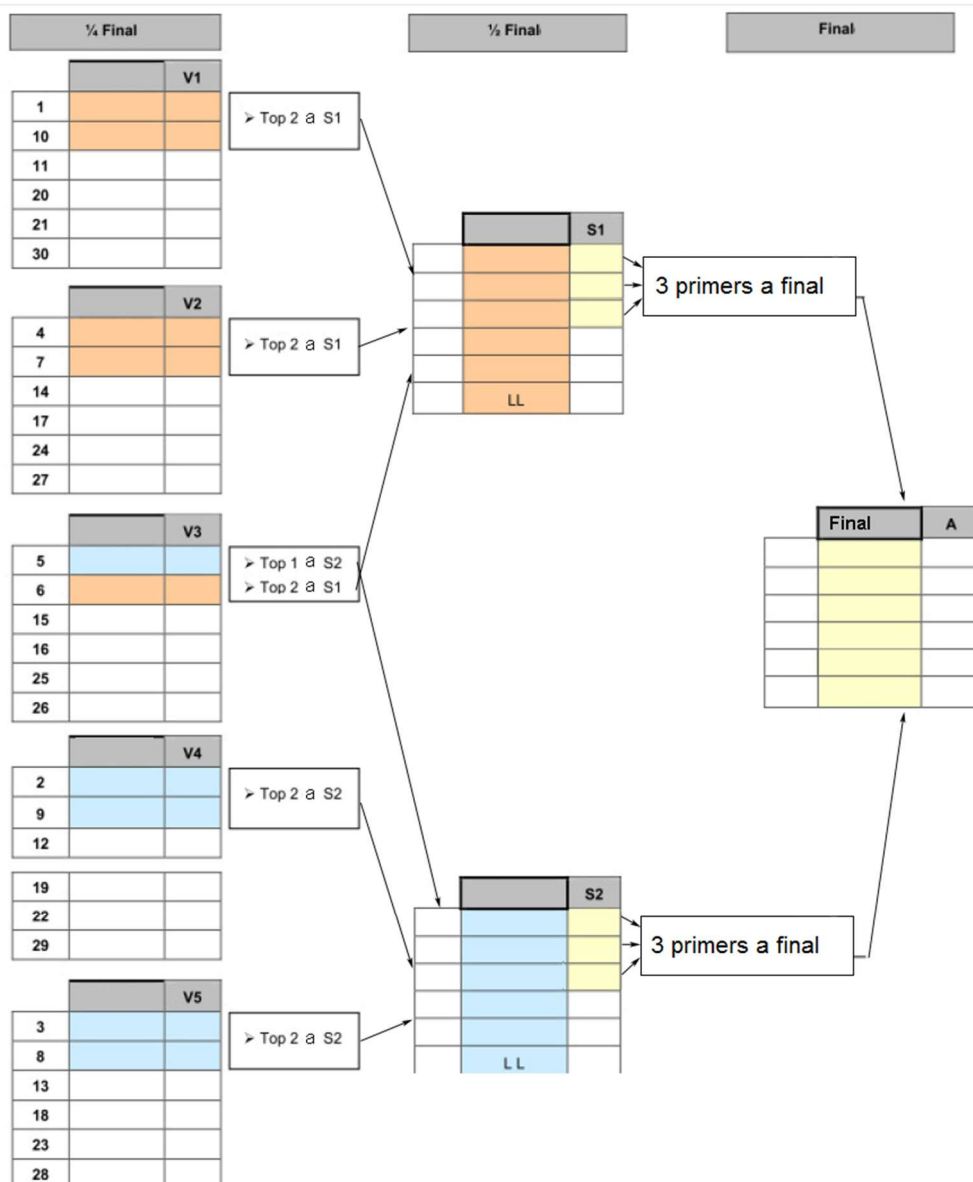 ¼ Final
½ Final
Final
V1
1
10
11
20
21
30
➢ Top 2 a S1
V2
4
7
14
17
24
27
➢ Top 2 a S1
V3
5
6
15
16
25
26
➢ Top 1 a S2
➢ Top 2 a S1
V4
2
9
12
19
22
29
➢ Top 2 a S2
V5
3
8
13
18
23
28
➢ Top 2 a S2
S1
LL
3 primers a final
S2
L L
3 primers a final
Final A